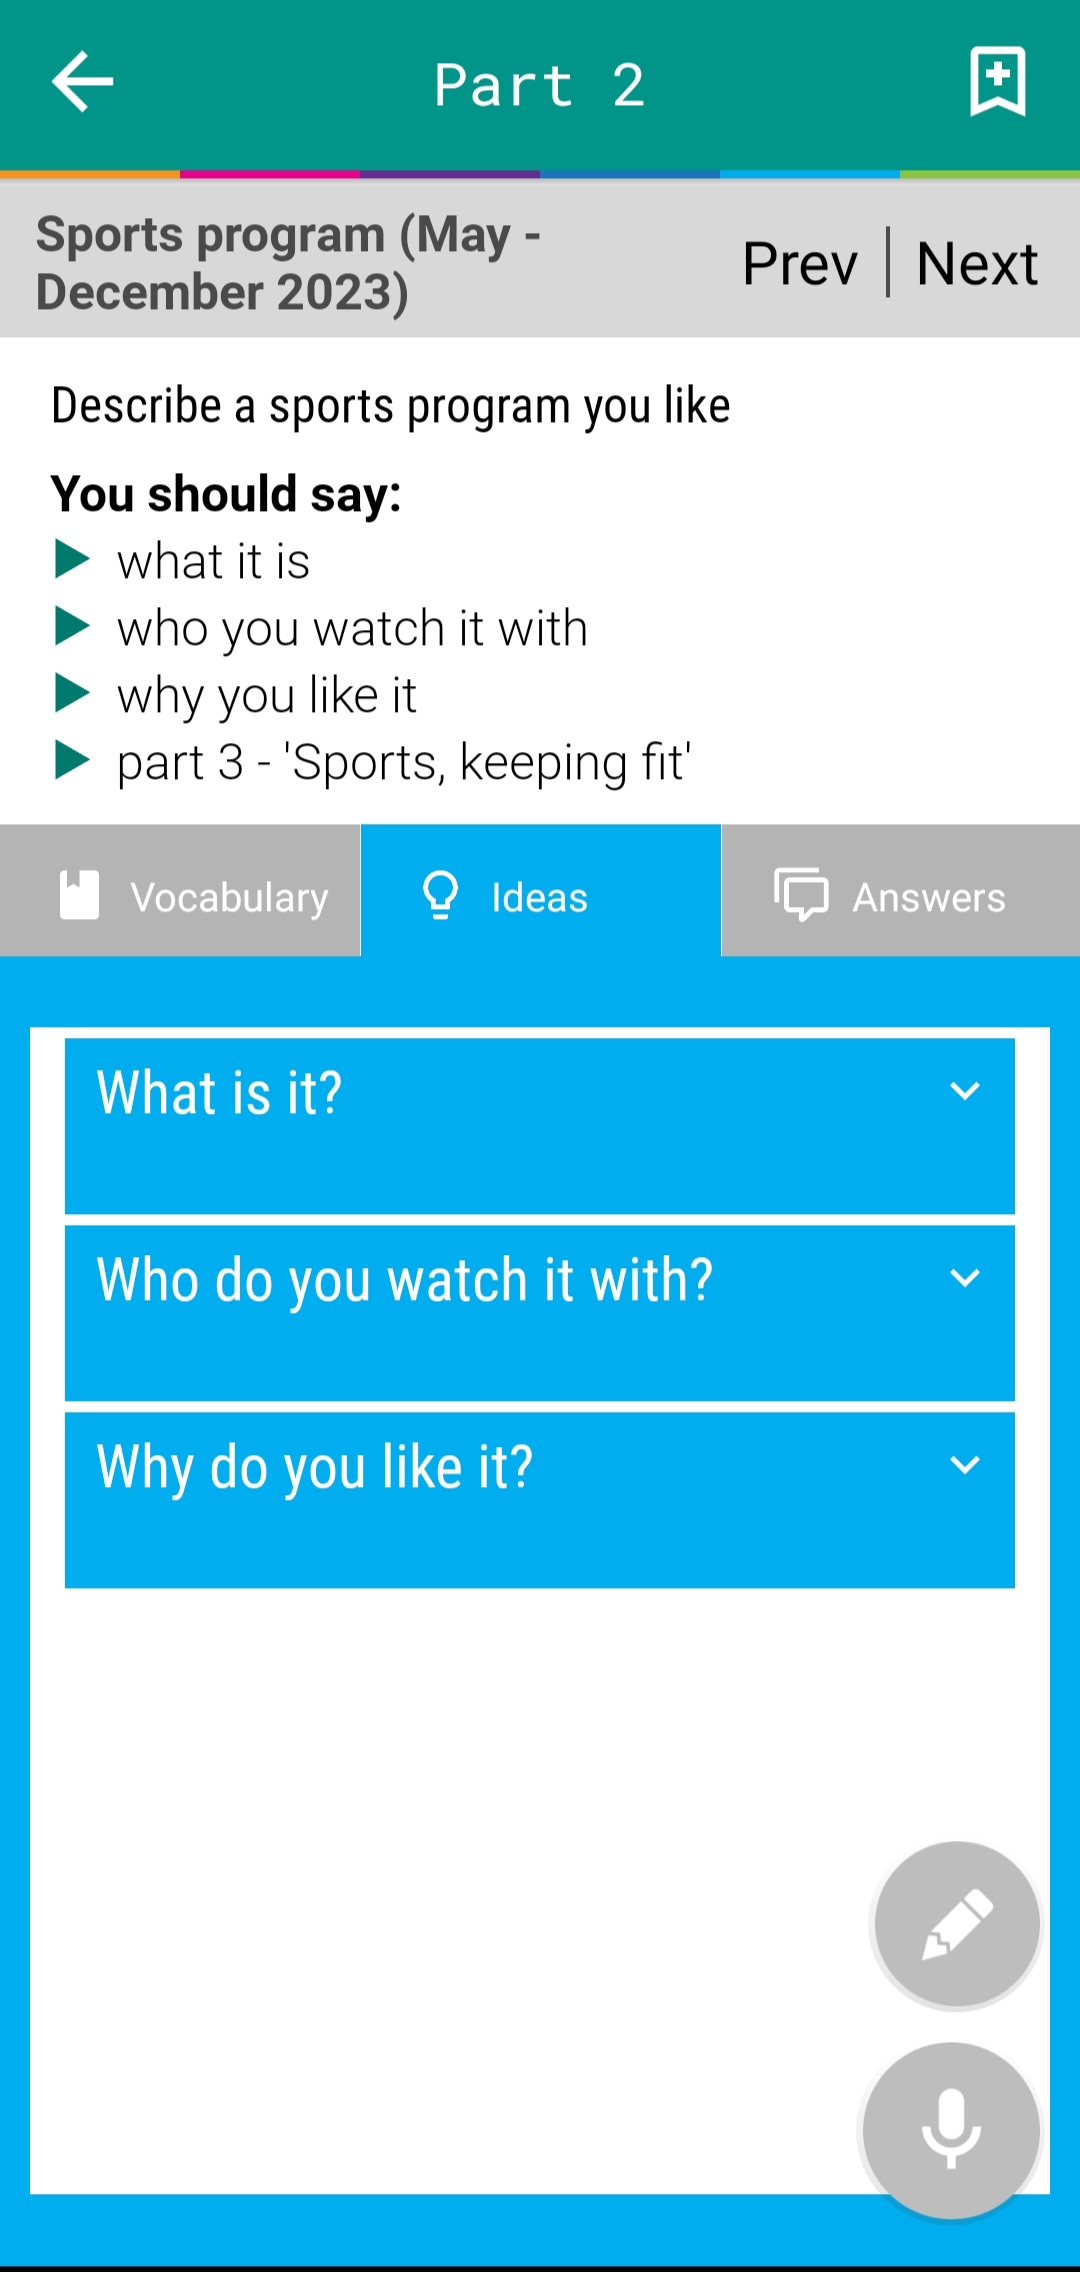 Part 2
Sports program (May -
December 2023)
Prev | Next
Describe a sports program you like
You should say:
what it is
who you watch it with
why you like it
part 3 - 'Sports, keeping fit'
Vocabulary
Ideas
Answers
What is it?
Who do you watch it with?
Why do you like it?